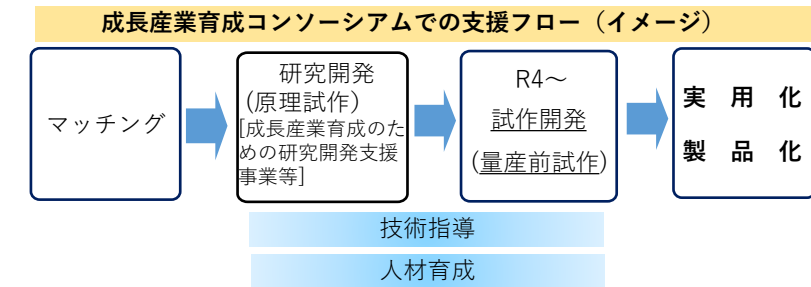 成長産業育成コンソーシアムでの支援フロー（イメージ）
マッチング
研究開発
(原理試作)
[成長産業育成のた
めの研究開発支援
事業等]
R4～
試作開発
(量産前試作)
実 用 化
製 品 化
技術指導
人材育成